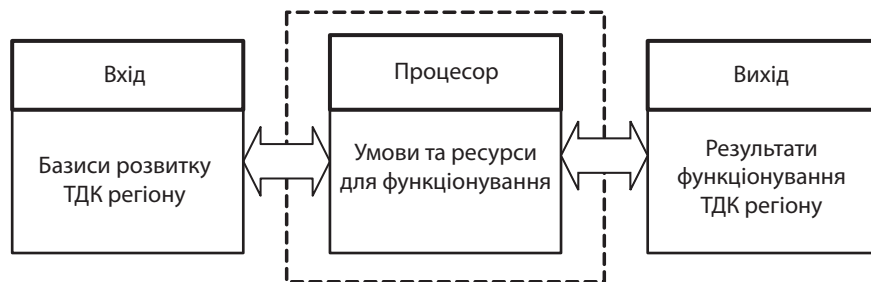 Вхід
Базиси розвитку
ТДК регіону
Процесор
Умови та ресурси
для функціонування
Вихід
Результати
функціонування
ТДК регіону